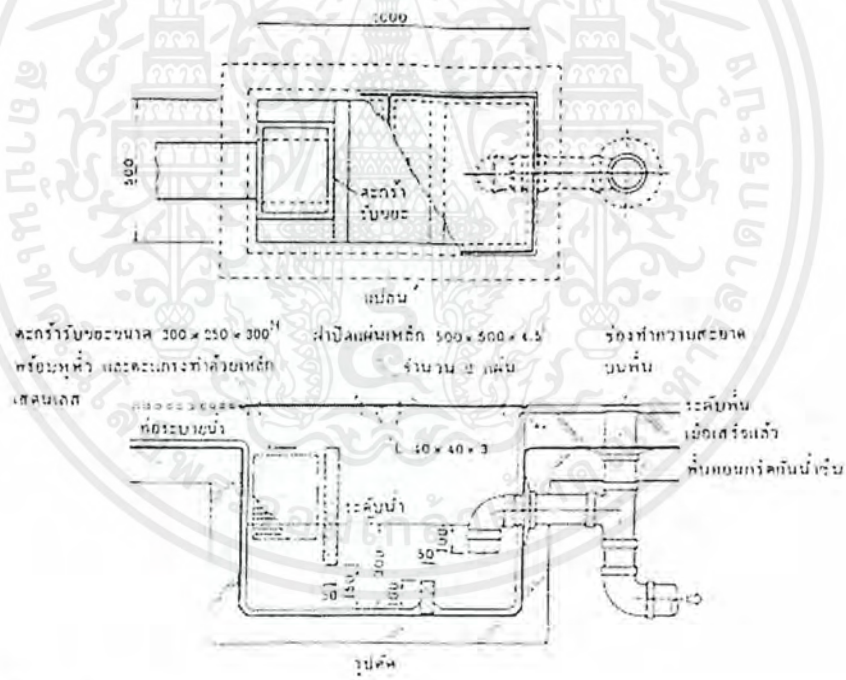 1000
500
ตะกร้า
รับขยะ
แปลน
ตะกร้ารับขยะขนาด 200 × 250 × 300 ฝาปิดแผ่นเหล็ก 500 × 500 × 4.5 ช่องทำความสะอาด
พร้อมหูหิ้ว และตะแกรงทำด้วยเหล็ก จำนวน 2 แผ่น บนพื้น
สเตนเลส
ระดับพื้น
ท่อระบายน้ำ
L 40 × 40 × 3
เมื่อเสร็จแล้ว
พื้นคอนกรีตกันน้ำซึม
ระดับน้ำ
100
50
300
50
150
100
รูปตัด